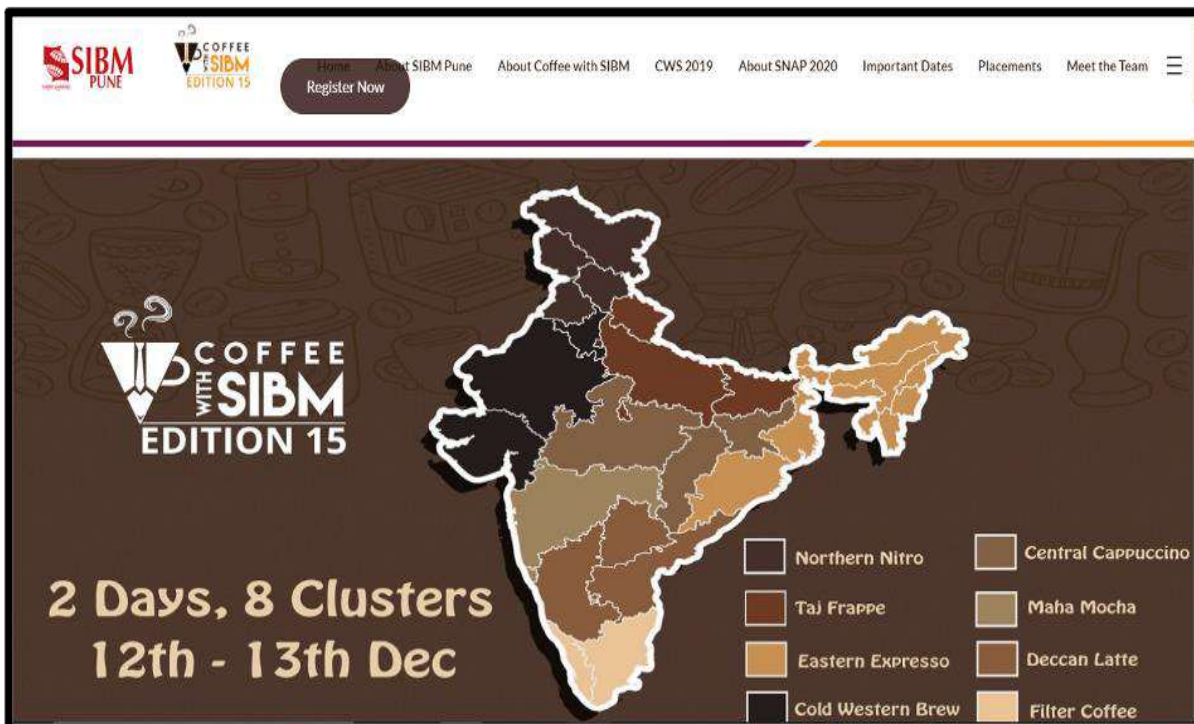 SIBM
PUNE
COFFEE
WITH SIBM
EDITION 15
Home
About SIBM Pune
About Coffee with SIBM
CWS 2019
About SNAP 2020
Important Dates
Placements
Meet the Team
Register Now
COFFEE
WITH SIBM
EDITION 15
2 Days, 8 Clusters
12th - 13th Dec
Northern Nitro
Taj Frappe
Eastern Expresso
Cold Western Brew
Central Cappuccino
Maha Mocha
Deccan Latte
Filter Coffee